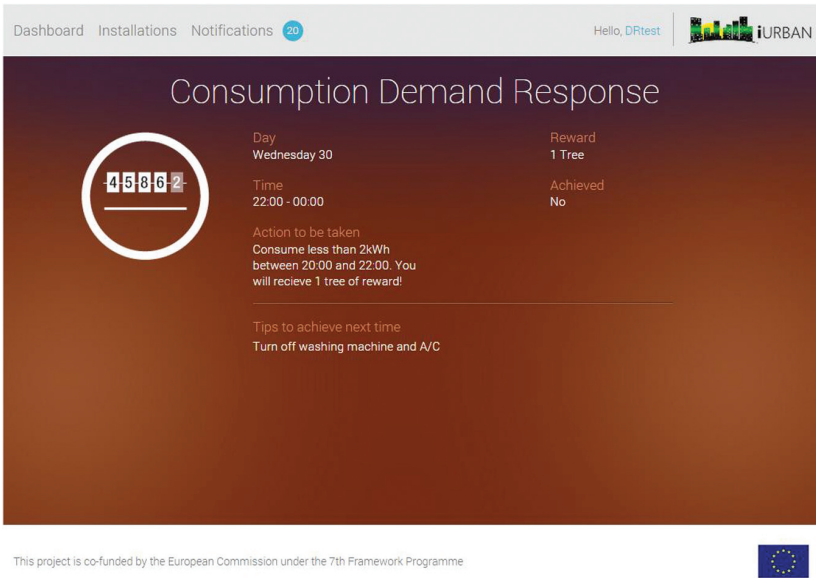 Dashboard Installations Notifications 20
Hello, DRtest
iURBAN
Consumption Demand Response
45862
Day
Wednesday 30
Reward
1 Tree
Time
22:00 - 00:00
Achieved
No
Action to be taken
Consume less than 2kWh
between 20:00 and 22:00. You
will recieve 1 tree of reward!
Tips to achieve next time
Turn off washing machine and A/C
This project is co-funded by the European Commission under the 7th Framework Programme